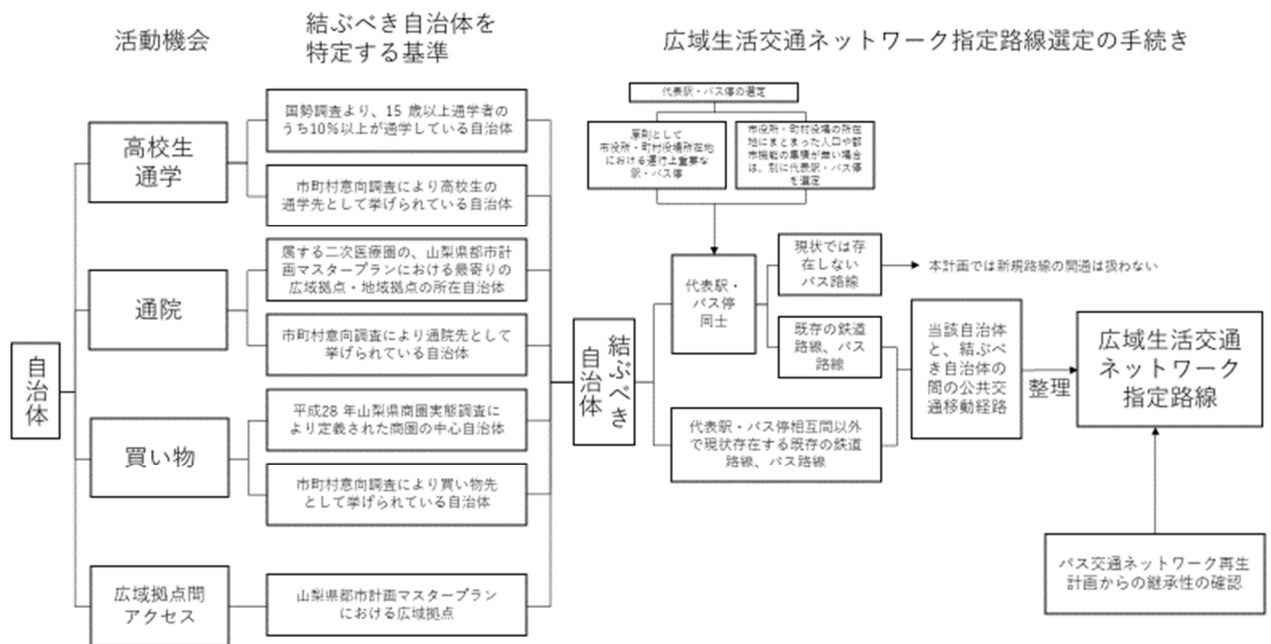 活動機会
結ぶべき自治体を
特定する基準
広域生活交通ネットワーク指定路線選定の手続き
自治体
高校生
通学
通院
買い物
広域拠点間
アクセス
国勢調査より、15 歳以上通学者の
うち10％以上が通学している自治体
市町村意向調査により高校生の
通学先として挙げられている自治体
属する二次医療圏の、山梨県都市計
画マスタープランにおける最寄りの
広域拠点・地域拠点の所在自治体
市町村意向調査により通院先として
挙げられている自治体
平成28 年山梨県商圏実態調査に
より定義された商圏の中心自治体
市町村意向調査により買い物先
として挙げられている自治体
山梨県都市計画マスタープラン
における広域拠点
結ぶべき
自治体
代表駅・バス停の選定
原則として
市役所・町村役場所在地
における運行上重要な
駅・バス停
市役所・町村役場の所在
地にまとまった人口や都
市機能の集積が無い場合
は、別に代表駅・バス停
を選定
代表駅・
バス停
同士
現状では存
在しない
バス路線
本計画では新規路線の開通は扱わない
既存の鉄道
路線、バス
路線
代表駅・バス停相互間以外
で現状存在する既存の鉄道
路線、バス路線
当該自治体
と、結ぶべ
き自治体の
間の公共交
通移動経路
整理
広域生活交通
ネットワーク
指定路線
バス交通ネットワーク再生
計画からの継承性の確認